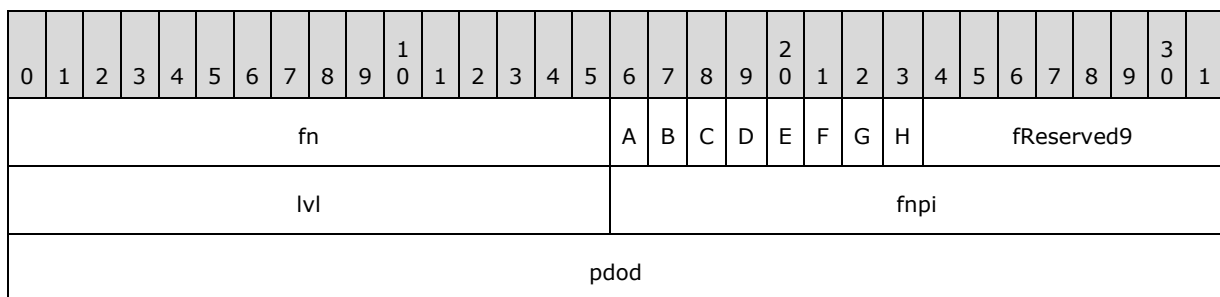 1 2 3
0 1 2 3 4 5 6 7 8 9 0 1 2 3 4 5 6 7 8 9 0 1 2 3 4 5 6 7 8 9 0 1
fn A B C D E F G H fReserved9
lvl fnpi
pdod